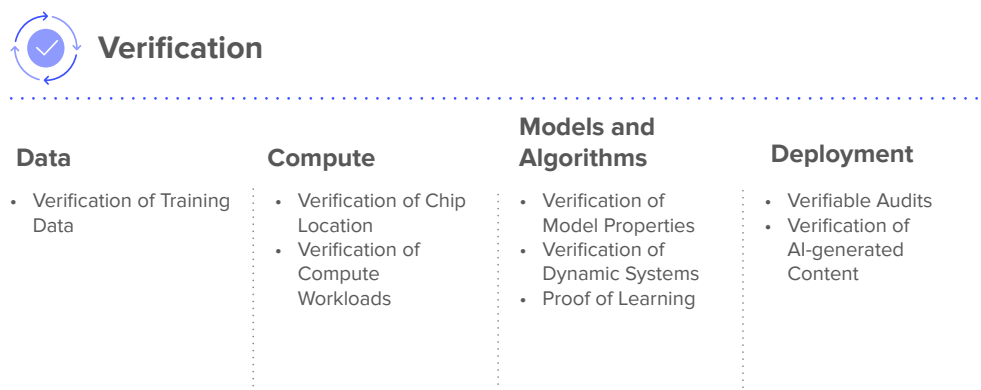 Verification
Data
• Verification of Training
Data
Compute
• Verification of Chip
Location
• Verification of
Compute
Workloads
Models and
Algorithms
• Verification of
Model Properties
• Verification of
Dynamic Systems
• Proof of Learning
Deployment
• Verifiable Audits
• Verification of
AI-generated
Content